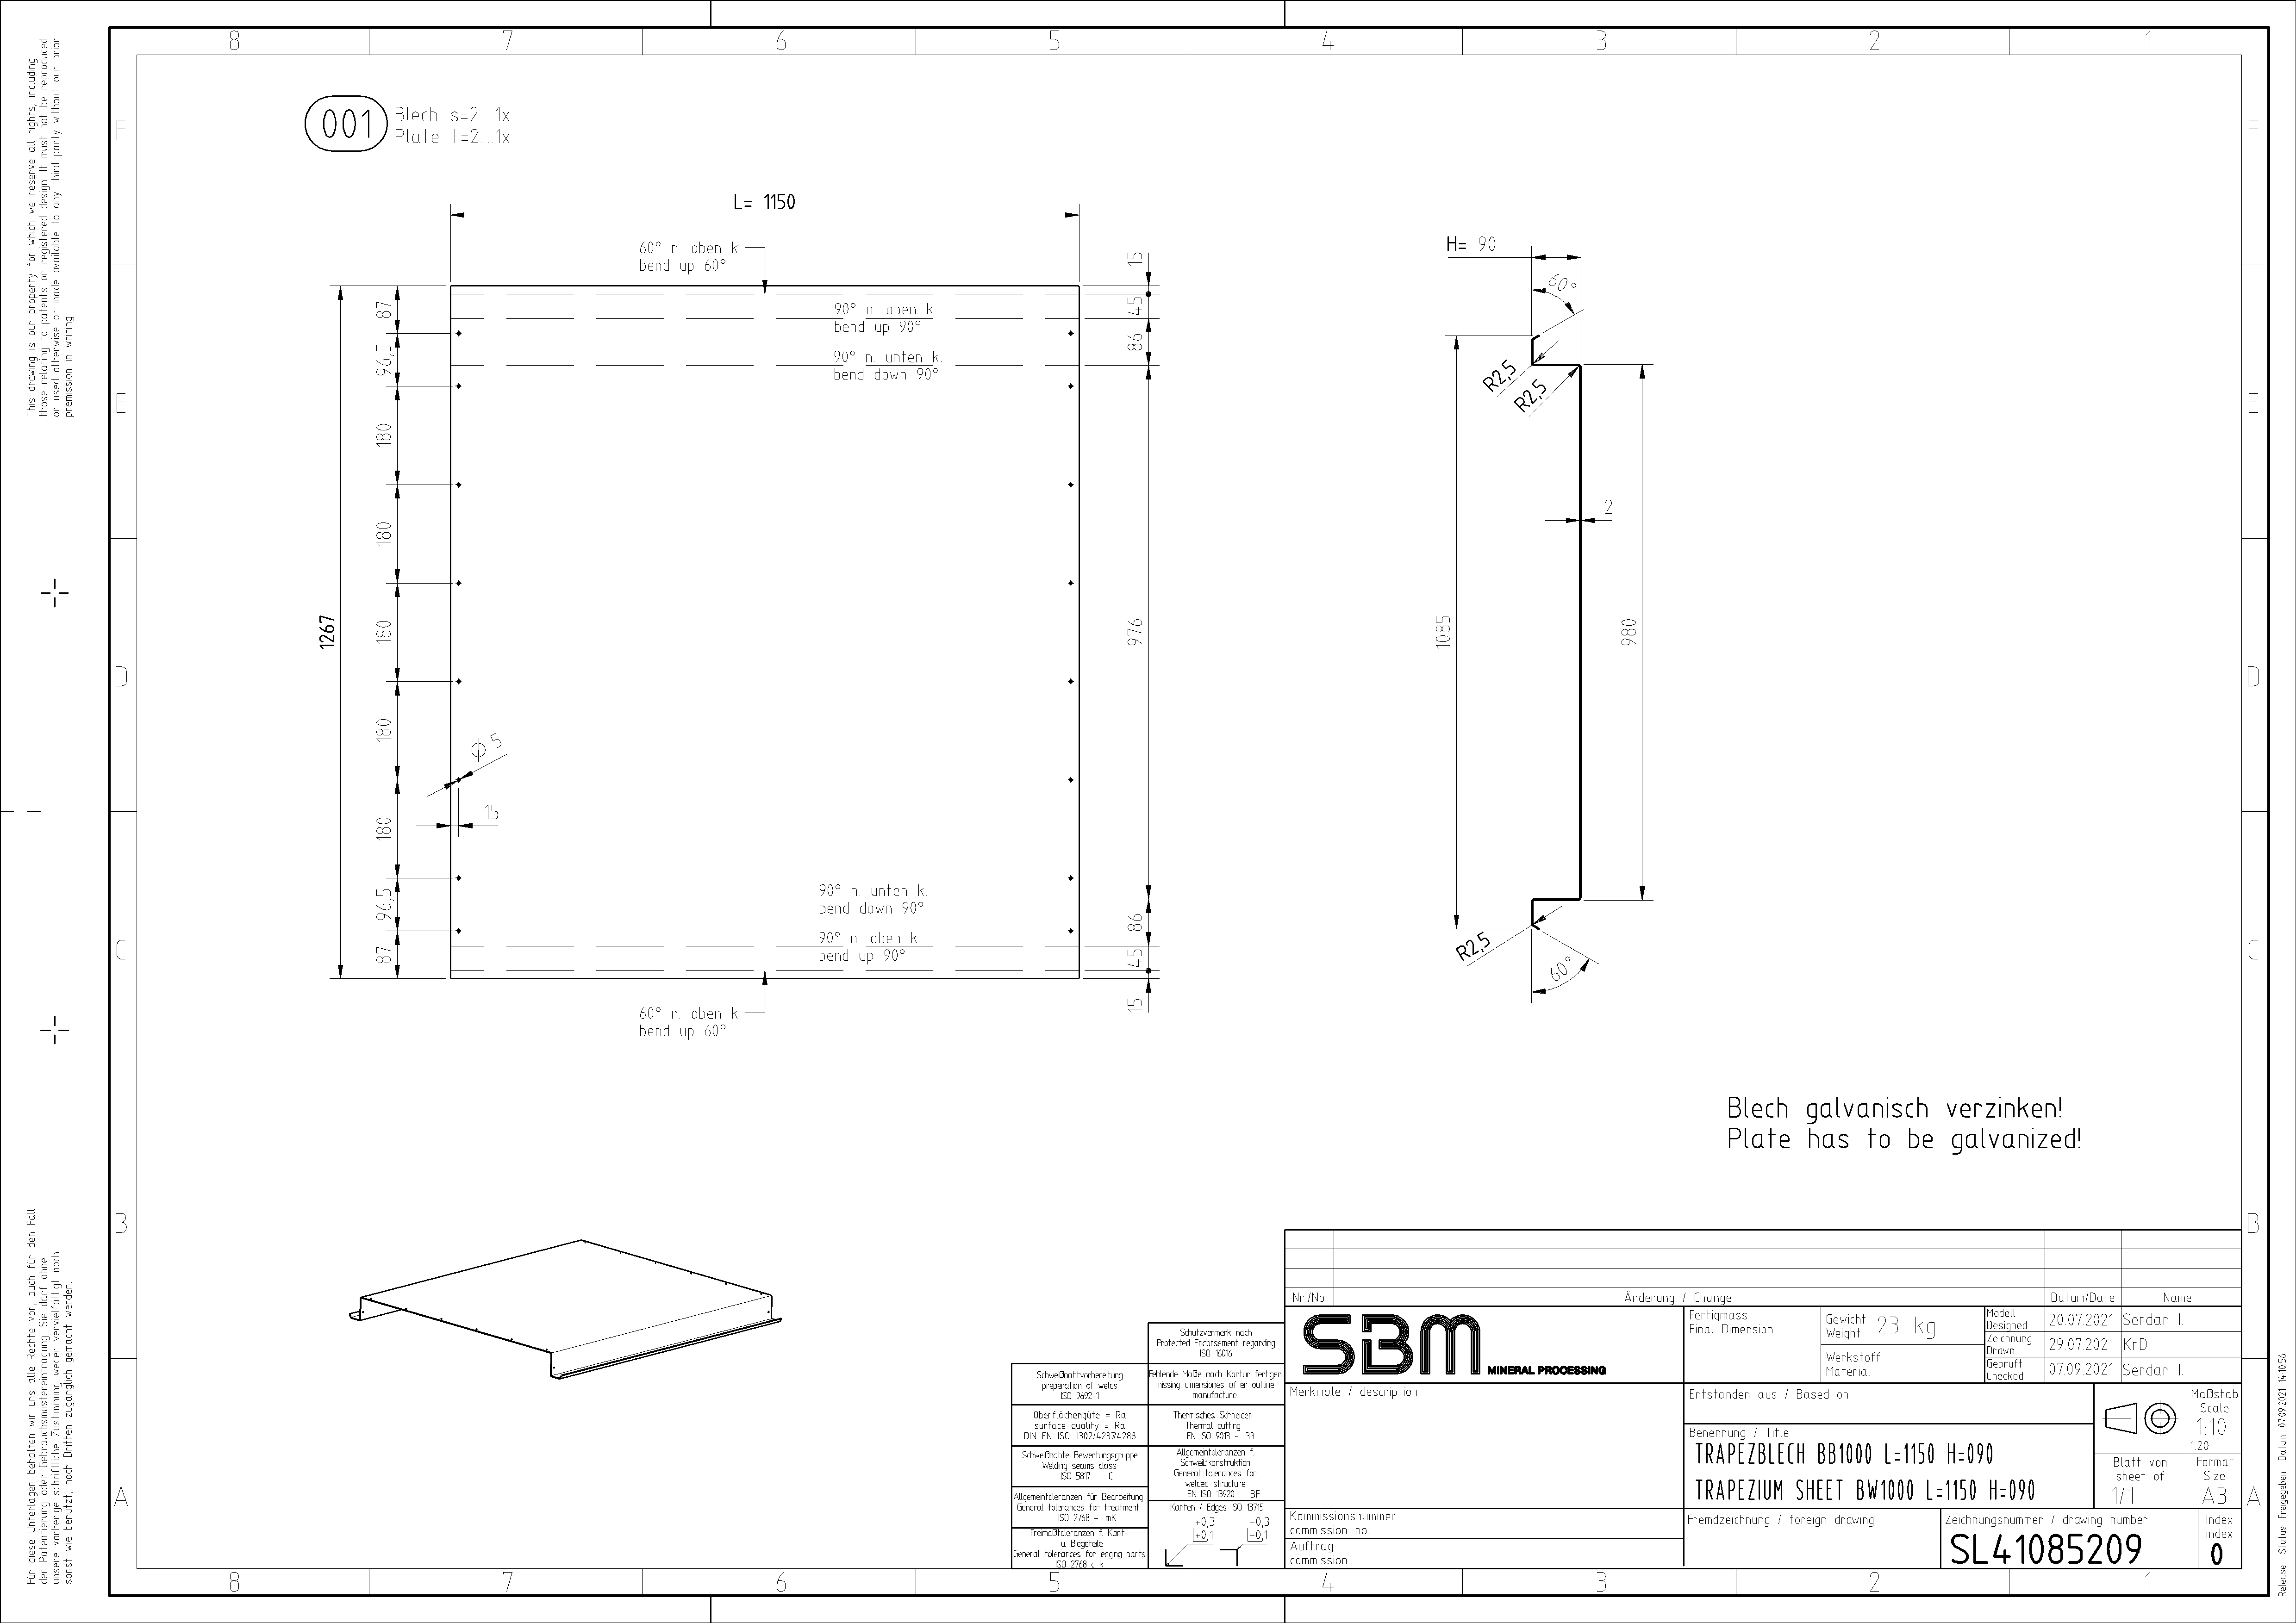 8 7 6 5 4 3 2 1
This drawing is our property for which we reserve all rights, including
those relating to patents or registered design. It must not be reproduced
or used otherwise or made available to any third party without our prior
premission in writing
F
F
E
E
D
D
C
C
B
B
A
A
001
Blech s=2....1x
Plate t=2....1x
L= 1150
60° n. oben k.
bend up 60°
90° n. oben k.
bend up 90°
90° n. unten k.
bend down 90°
87
96,5
180
180
180
180
180
96,5
87
1267
Ø 5
15
15
45
86
976
86
45
15
90° n. unten k.
bend down 90°
90° n. oben k.
bend up 90°
60° n. oben k.
bend up 60°
H= 90
60°
R2,5
R2,5
2
1085
980
R2,5
60°
Blech galvanisch verzinken!
Plate has to be galvanized!
Für diese Unterlagen behalten wir uns alle Rechte vor, auch für den Fall
der Patentierung oder Gebrauchsmustereintragung. Sie darf ohne
unsere vorherige schriftliche Zustimmung weder vervielfältigt noch
sonst wie benützt, noch Dritten zugänglich gemacht werden.
Schutzvermerk nach
Protected Endorsement regarding
ISO 16016
Schweißnahtvorbereitung
preperation of welds
ISO 9692-1
Fehlende Maße nach Kontur fertigen
missing dimensiones after outline
manufacture.
Oberflächengüte = Ra
surface quality = Ra
DIN EN ISO 1302/4287/4288
Thermisches Schneiden
Thermal cutting
EN ISO 9013 - 331
Schweißnähte Bewertungsgruppe
Welding seams class
ISO 5817 - C
Allgementoleranzen f.
Schweißkonstruktion
General tolerances for
welded structure
EN ISO 13920 - BF
Allgementoleranzen für Bearbeitung
General tolerances for treatment
ISO 2768 - mK
Kanten / Edges ISO 13715
+0,3
+0,1
-0,3
-0,1
Freimaßtoleranzen f. Kant-
u. Biegeteile
General tolerances for edging parts
ISO 2768 c k
Nr./No.
Änderung / Change
Datum/Date
Name
SBM
MINERAL PROCESSING
Fertigmass
Final Dimension
Gewicht
Weight
23 kg
Werkstoff
Material
Modell
Designed
20.07.2021
Serdar I.
Zeichnung
Drawn
29.07.2021
KrD
Geprüft
Checked
07.09.2021
Serdar I.
Merkmale / description
Entstanden aus / Based on
Benennung / Title
TRAPEZBLECH BB1000 L=1150 H=090
TRAPEZIUM SHEET BW1000 L=1150 H=090
Maßstab
Scale
1:10
1:20
Blatt von
sheet of
1/1
Format
Size
A3
Kommissionsnummer
commission no.
Auftrag
commission
Fremdzeichnung / foreign drawing
Zeichnungsnummer / drawing number
SL41085209
Index
index
0
Release Status: Freigegeben Datum: 07.09.2021 14:10:56
8 7 6 5 4 3 2 1